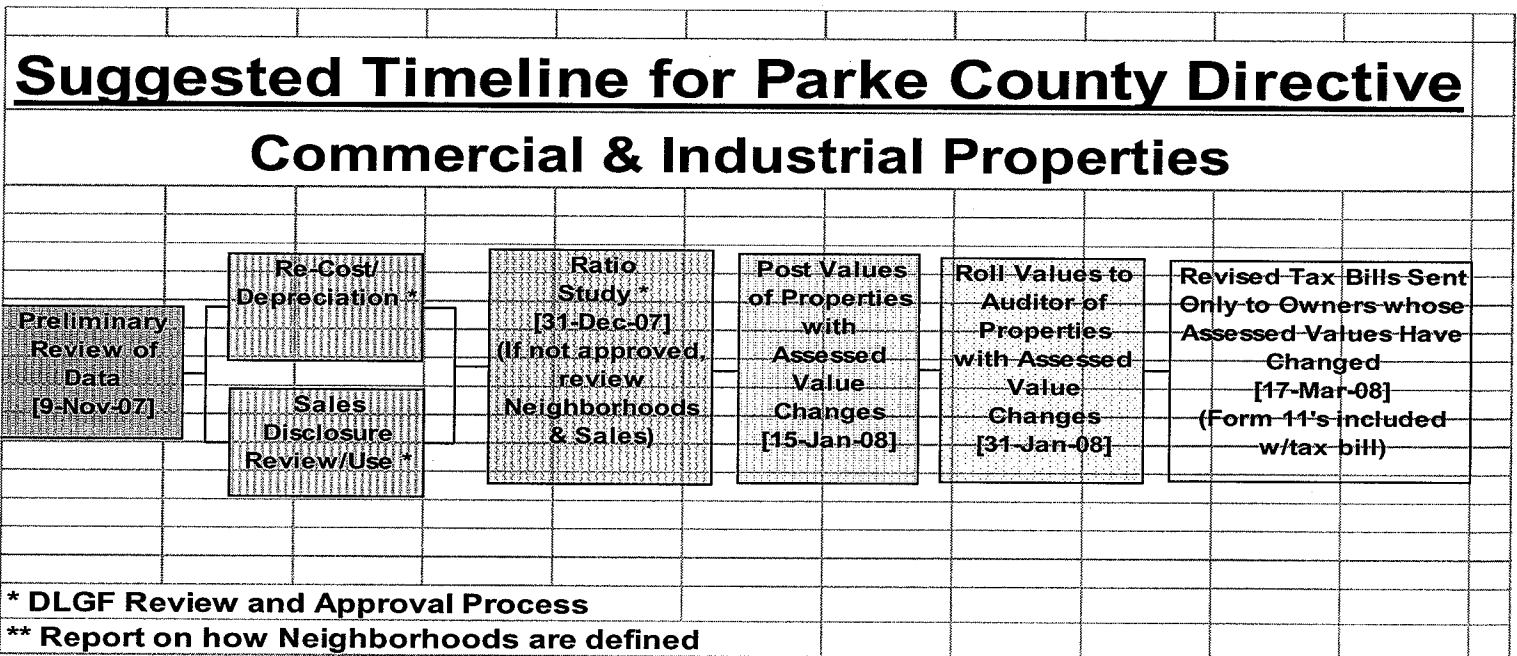 Suggested Timeline for Parke County Directive
Commercial & Industrial Properties
Preliminary
Review of
Data
[9-Nov-07]
Re-Cost/
Depreciation *
Sales
Disclosure
Review/Use *
Ratio
Study *
[31-Dec-07]
(If not approved,
review
Neighborhoods
& Sales)
Post Values
of Properties
with
Assessed
Value
Changes
[15-Jan-08]
Roll Values to
Auditor of
Properties
with Assessed
Value
Changes
[31-Jan-08]
Revised Tax Bills Sent
Only to Owners whose
Assessed Values Have
Changed
[17-Mar-08]
(Form 11's included
w/tax bill)
* DLGF Review and Approval Process
** Report on how Neighborhoods are defined